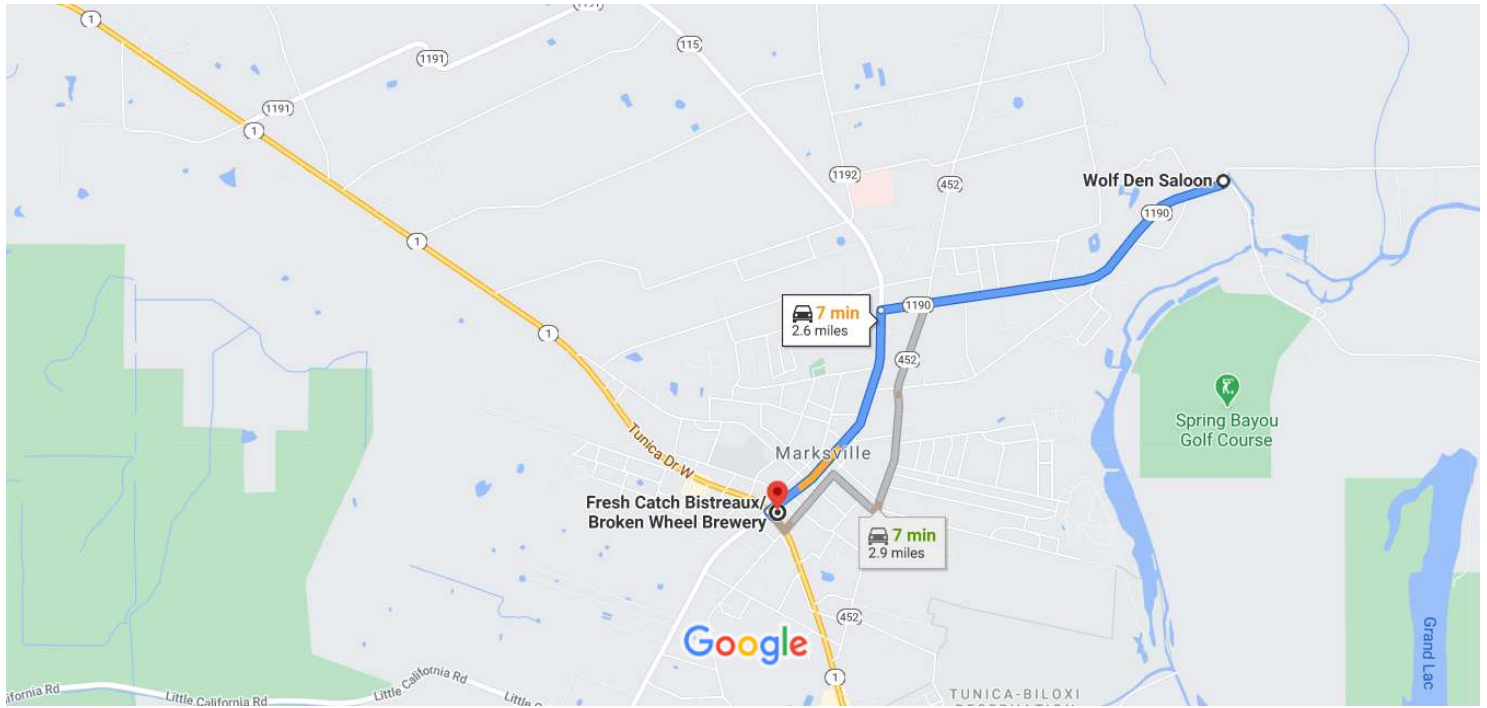 1
1191
115
1191
1191
1
1192
452
Wolf Den Saloon
1190
1
7 min
2.6 miles
1190
1
452
Spring Bayou
Golf Course
Tunica Dr W
Marksville
Fresh Catch Bistreaux/
Broken Wheel Brewery
7 min
2.9 miles
452
Google
Grand Lac
1
Little California Rd
Little California Rd
TUNICA-BILOXI
RESERVATION